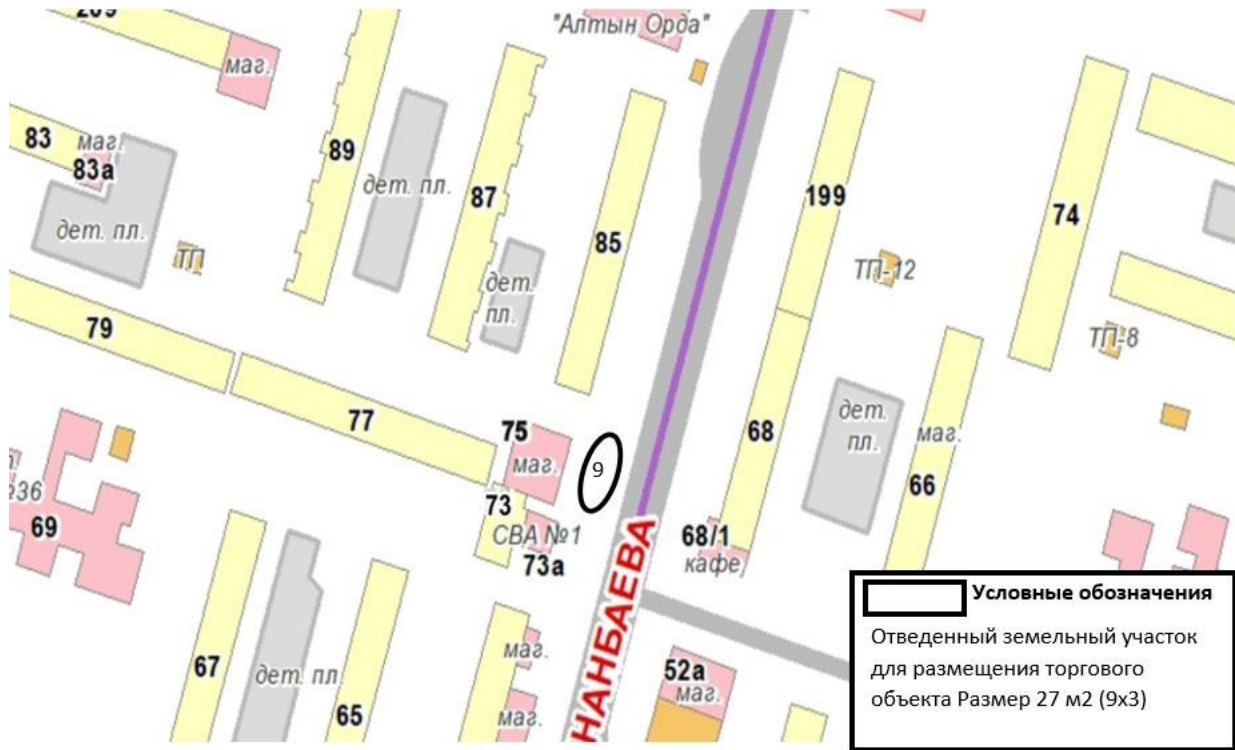 209
"Алтын Орда"
маг.
83
маг.
83а
89
дет. пл.
87
199
74
дет. пл.
85
ТП
дет.
пл.
ТП-12
79
ТП-8
77
75
маг.
9
68
дет.
пл.
маг.
66
236
69
73
СВА №1
73а
68/1
кафе
НАНБАЕВА
67
дет. пл.
65
маг.
маг.
52а
маг.
Условные обозначения
Отведенный земельный участок
для размещения торгового
объекта Размер 27 м2 (9х3)